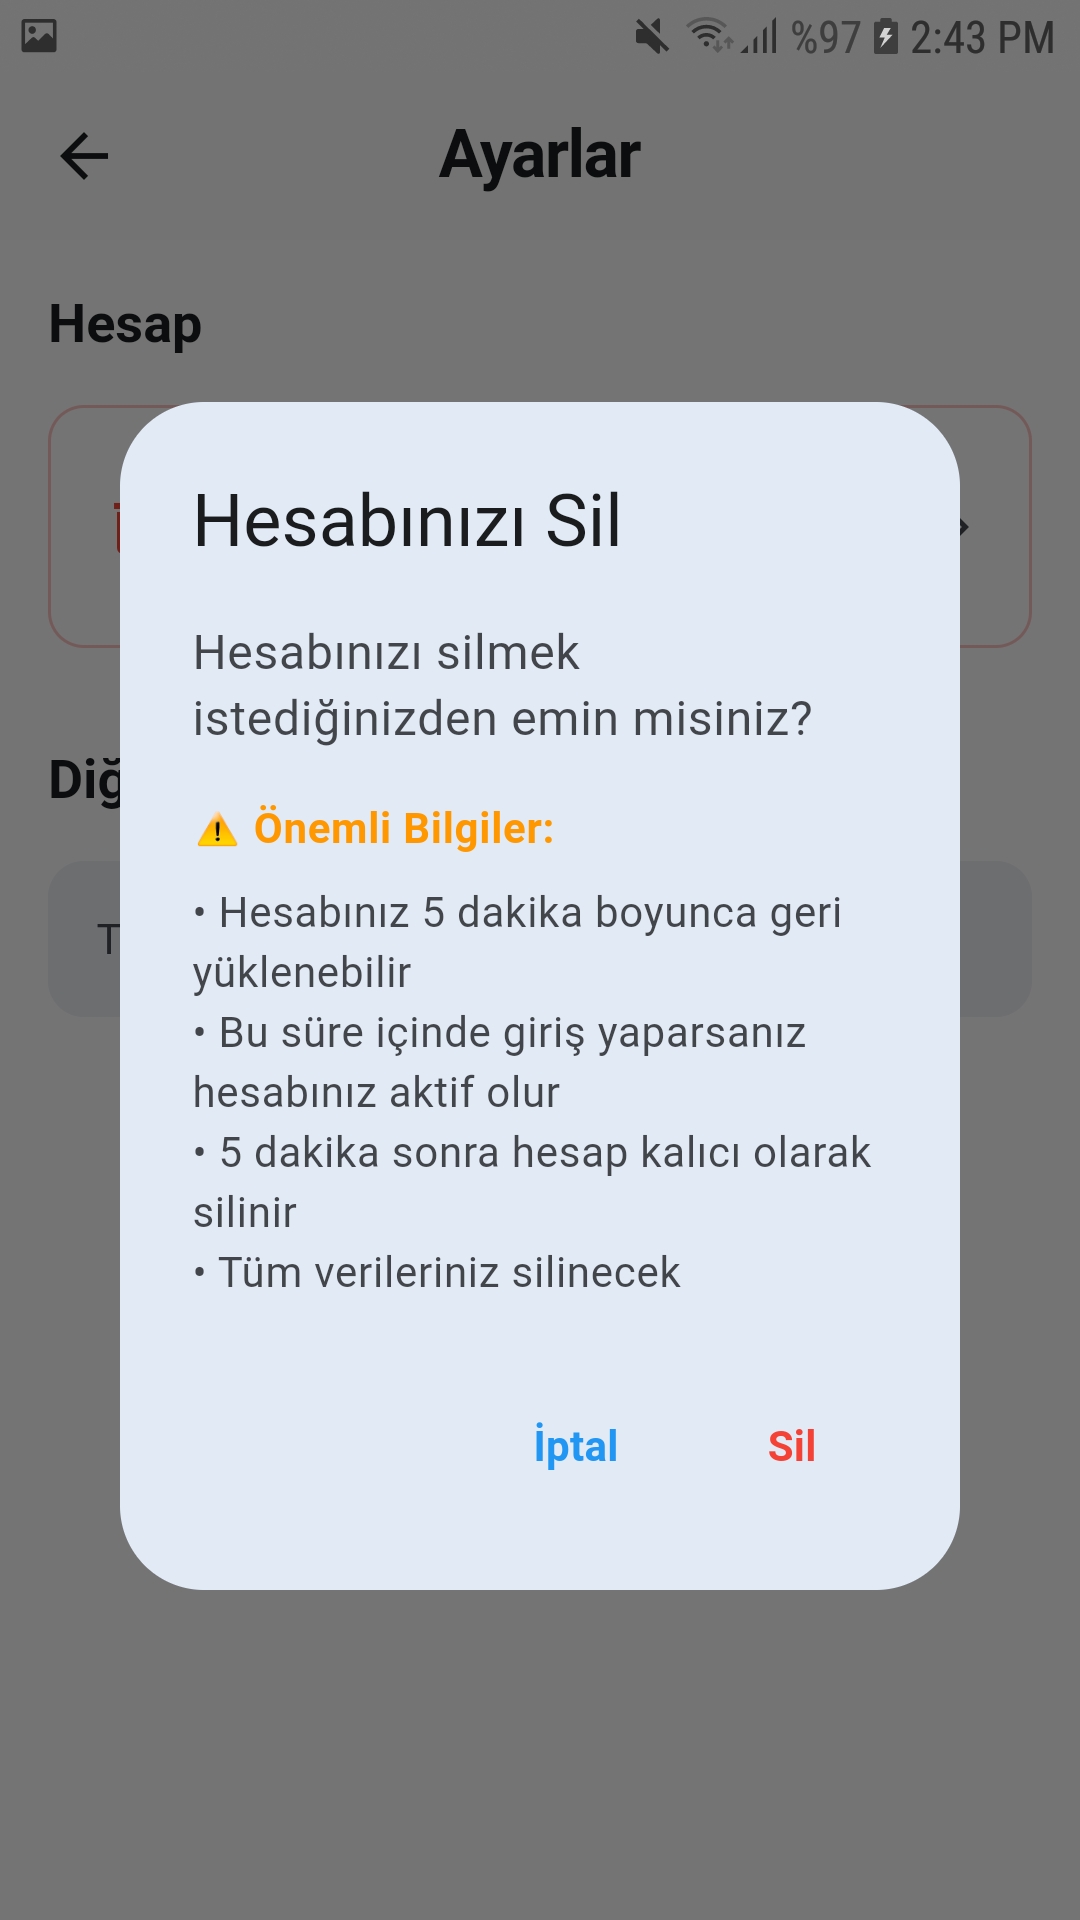 %97 2:43 PM
Ayarlar
Hesap
Hesabınızı Sil
Hesabınızı silmek
istediğinizden emin misiniz?
Diğ
⚠️ Önemli Bilgiler:
• Hesabınız 5 dakika boyunca geri
T
yüklenebilir
• Bu süre içinde giriş yaparsanız
hesabınız aktif olur
• 5 dakika sonra hesap kalıcı olarak
silinir
• Tüm verileriniz silinecek
İptal Sil